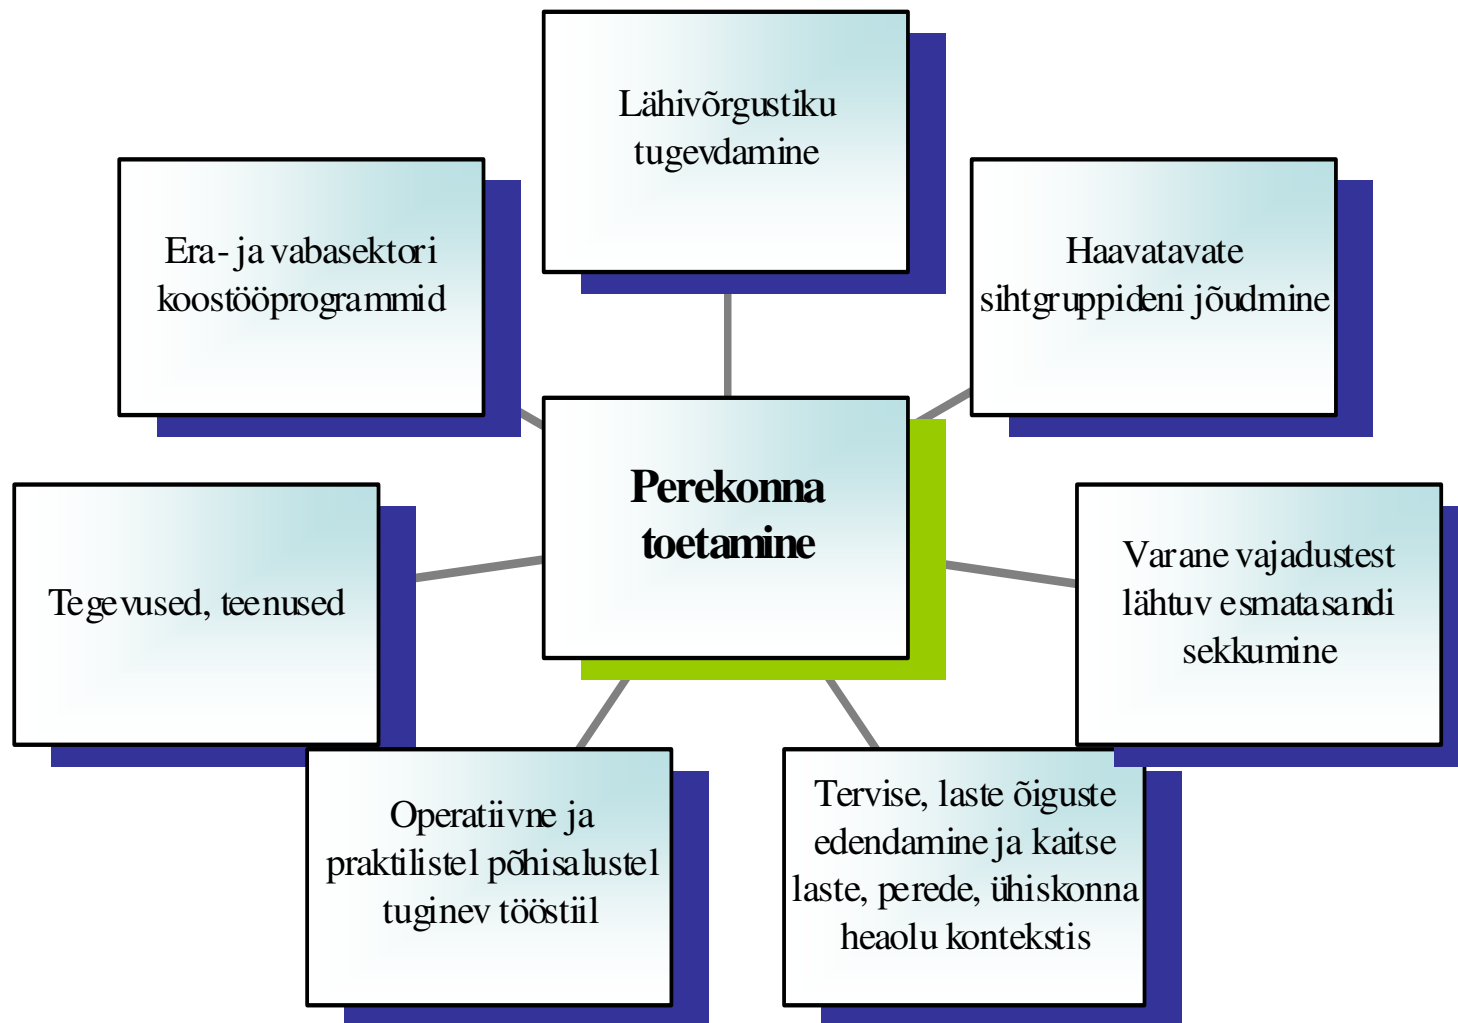 Lähivõrgustiku
tugevdamine
Era- ja vabasektori
koostööprogrammid
Haavatavate
sihtgruppideni jõudmine
Perekonna
toetamine
Tegevused, teenused
Varane vajadustest
lähtuv esmatasandi
sekkumine
Operatiivne ja
praktilistel põhisalustel
tuginev tööstiil
Tervise, laste õiguste
edendamine ja kaitse
laste, perede, ühiskonna
heaolu kontekstis